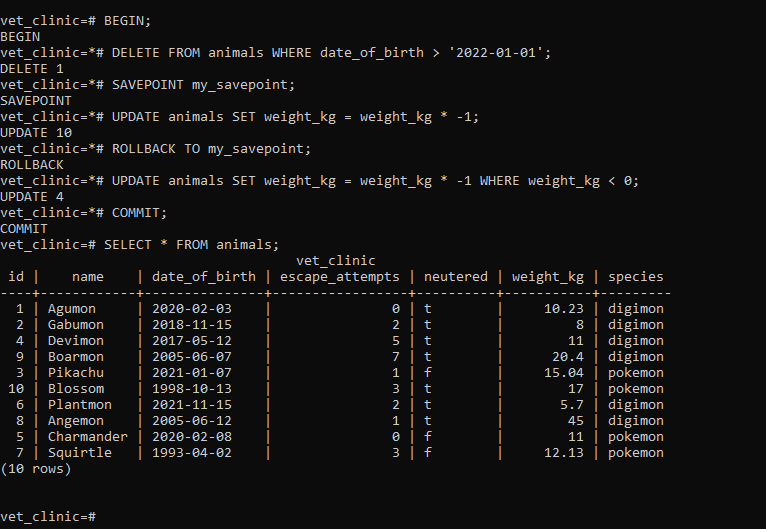 vet_clinic=# BEGIN;
BEGIN
vet_clinic=*# DELETE FROM animals WHERE date_of_birth > '2022-01-01';
DELETE 1
vet_clinic=*# SAVEPOINT my_savepoint;
SAVEPOINT
vet_clinic=*# UPDATE animals SET weight_kg = weight_kg * -1;
UPDATE 10
vet_clinic=*# ROLLBACK TO my_savepoint;
ROLLBACK
vet_clinic=*# UPDATE animals SET weight_kg = weight_kg * -1 WHERE weight_kg < 0;
UPDATE 4
vet_clinic=*# COMMIT;
COMMIT
vet_clinic=# SELECT * FROM animals;
                                     vet_clinic
 id |    name    | date_of_birth | escape_attempts | neutered | weight_kg | species
----+------------+---------------+-----------------+----------+-----------+---------
  1 | Agumon     | 2020-02-03    |               0 | t        |     10.23 | digimon
  2 | Gabumon    | 2018-11-15    |               2 | t        |         8 | digimon
  4 | Devimon    | 2017-05-12    |               5 | t        |        11 | digimon
  9 | Boarmon    | 2005-06-07    |               7 | t        |      20.4 | digimon
  3 | Pikachu    | 2021-01-07    |               1 | f        |     15.04 | pokemon
 10 | Blossom    | 1998-10-13    |               3 | t        |        17 | pokemon
  6 | Plantmon   | 2021-11-15    |               2 | t        |       5.7 | digimon
  8 | Angemon    | 2005-06-12    |               1 | t        |        45 | digimon
  5 | Charmander | 2020-02-08    |               0 | f        |        11 | pokemon
  7 | Squirtle   | 1993-04-02    |               3 | f        |     12.13 | pokemon
(10 rows)
vet_clinic=#